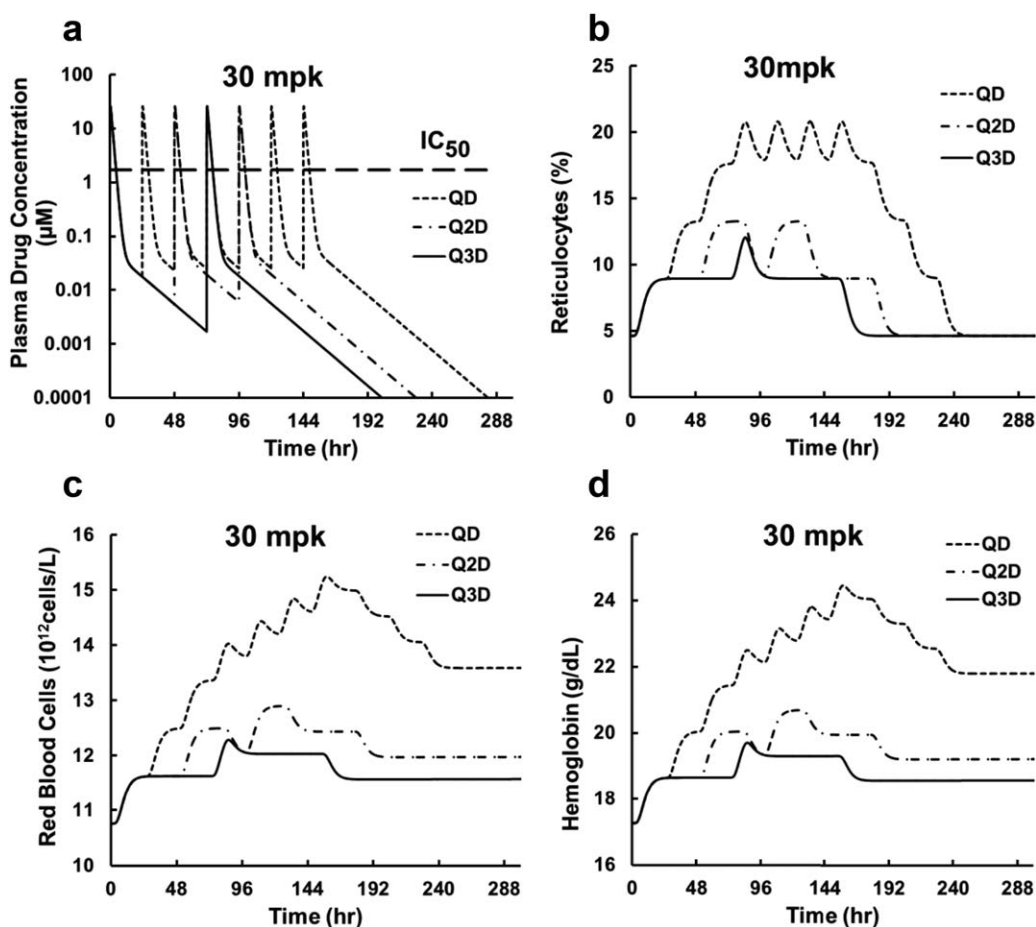 a
30 mpk
100
10
1
0.1
0.01
0.001
0.0001
IC50
QD
Q2D
Q3D
Plasma Drug Concentration
(µM)
0 48 96 144 192 240 288
Time (hr)
b
30mpk
25
20
15
10
5
0
QD
Q2D
Q3D
Reticulocytes (%)
0 48 96 144 192 240 288
Time (hr)
c
30 mpk
16
15
14
13
12
11
10
QD
Q2D
Q3D
Red Blood Cells (10^12cells/L)
0 48 96 144 192 240 288
Time (hr)
d
30 mpk
26
24
22
20
18
16
QD
Q2D
Q3D
Hemoglobin (g/dL)
0 48 96 144 192 240 288
Time (hr)